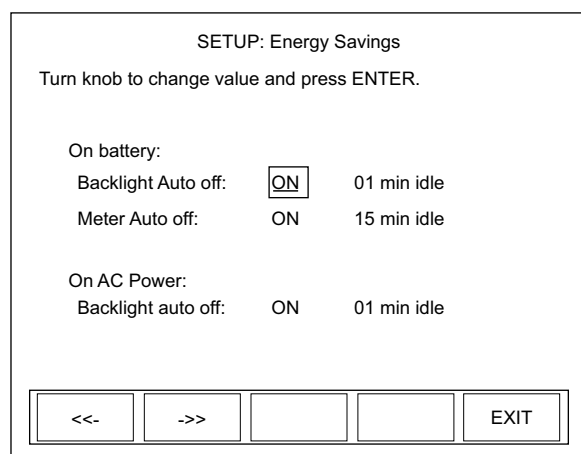 SETUP: Energy Savings
Turn knob to change value and press ENTER.
On battery:
Backlight Auto off: ON 01 min idle
Meter Auto off: ON 15 min idle
On AC Power:
Backlight auto off: ON 01 min idle
<<- ->> EXIT